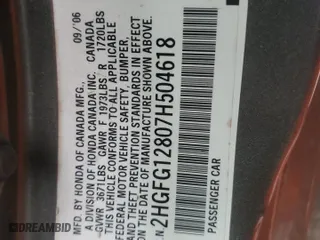 MFD. BY HONDA OF CANADA MFG., 09/'06
A DIVISION OF HONDA CANADA INC. CANADA
GVWR 3671LBS GAWR F 1973LBS R 1720LBS
THIS VEHICLE CONFORMS TO ALL APPLICABLE
FEDERAL MOTOR VEHICLE SAFETY, BUMPER,
AND THEFT PREVENTION STANDARDS IN EFFECT
ON THE DATE OF MANUFACTURE SHOWN ABOVE.
V.I.N. 2HGFG12807H504618
PASSENGER CAR
DREAMBID